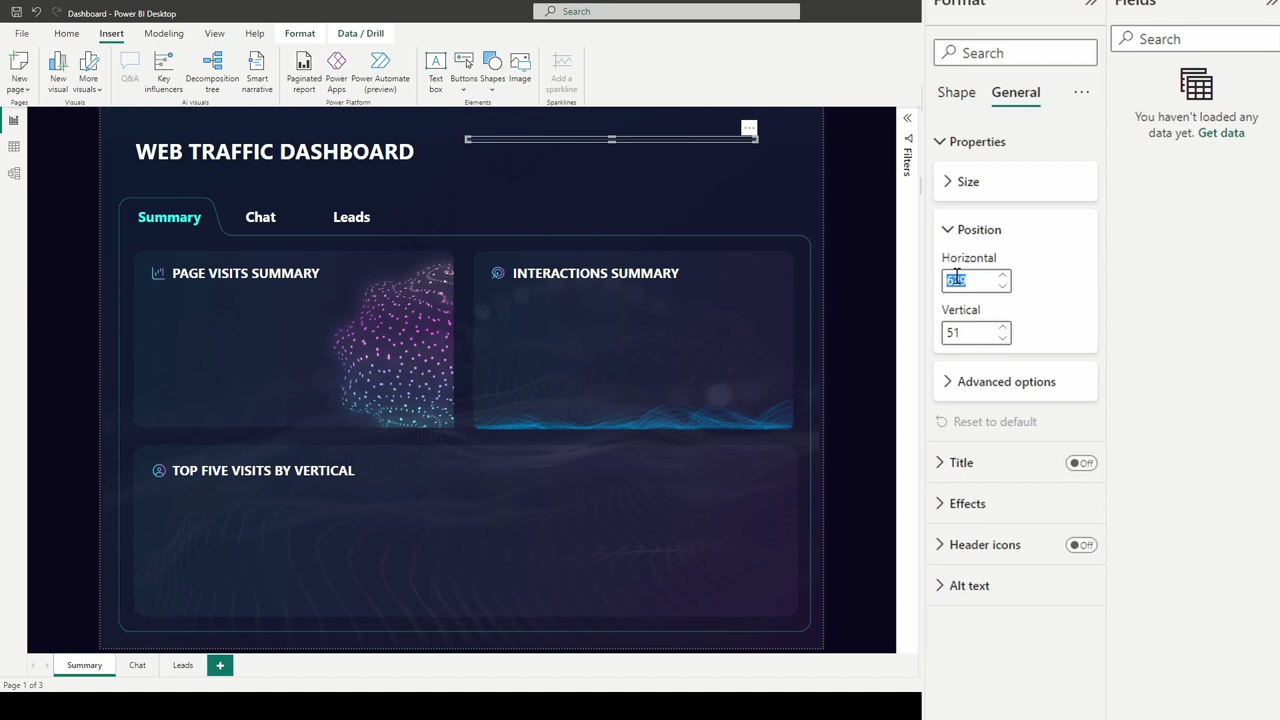 Dashboard - Power BI Desktop
Search
File Home Insert Modeling View Help Format Data / Drill
New page
New visual
More visuals
Q&A
Key influencers
Decomposition tree
Smart narrative
Paginated report
Power Apps
Power Automate (preview)
Text box
Buttons
Shapes
Image
Add a sparkline
Pages
Visuals
AI visuals
Power Platform
Elements
Sparklines
WEB TRAFFIC DASHBOARD
Summary Chat Leads
PAGE VISITS SUMMARY
INTERACTIONS SUMMARY
TOP FIVE VISITS BY VERTICAL
Filters
Summary Chat Leads
Page 1 of 3
Format
Search
Shape General
Properties
Size
Position
Horizontal
Vertical
51
Advanced options
Reset to default
Title
Off
Effects
Header icons
Off
Alt text
Fields
Search
You haven't loaded any
data yet. Get data